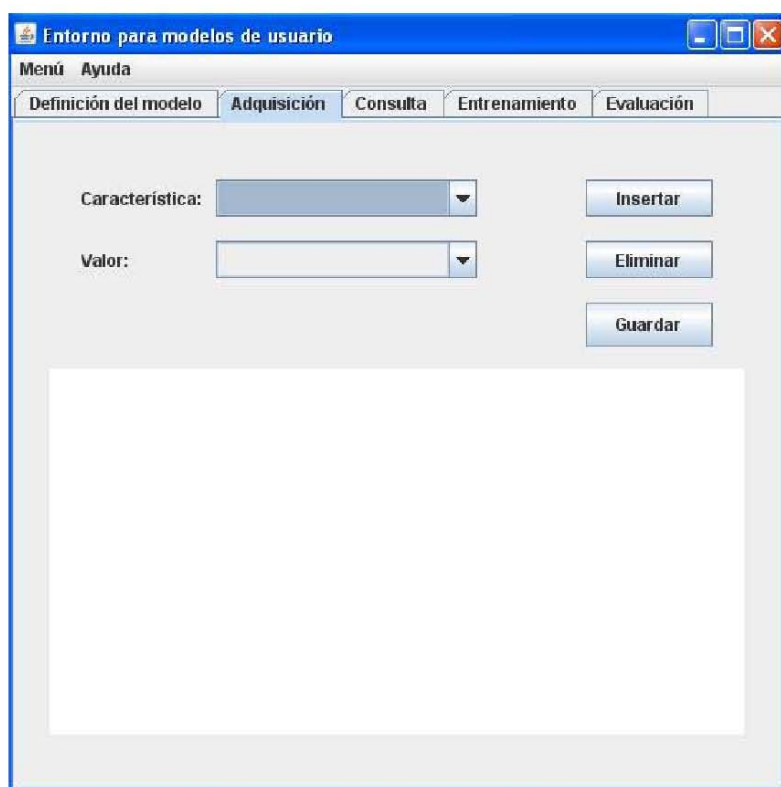 Entorno para modelos de usuario
Menú Ayuda
Definición del modelo Adquisición Consulta Entrenamiento Evaluación
Característica: Insertar
Valor: Eliminar
Guardar